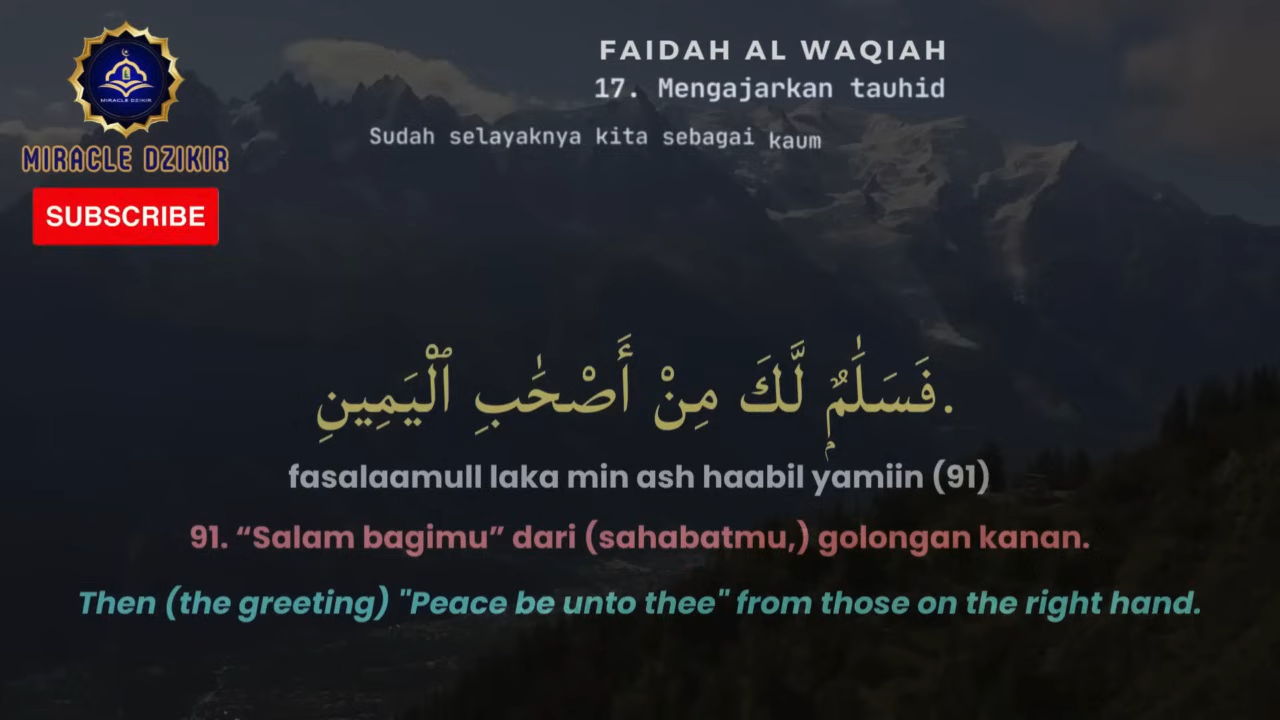 FAIDAH AL WAQIAH
17. Mengajarkan tauhid
Sudah selayaknya kita sebagai kaum
MIRACLE DZIKIR
MIRACLE DZIKIR
SUBSCRIBE
فَسَلَٰمٌۭ لَّكَ مِنْ أَصْحَٰبِ ٱلْيَمِينِ.
fasalaamull laka min ash haabil yamiin (91)
91. “Salam bagimu” dari (sahabatmu,) golongan kanan.
Then (the greeting) "Peace be unto thee" from those on the right hand.